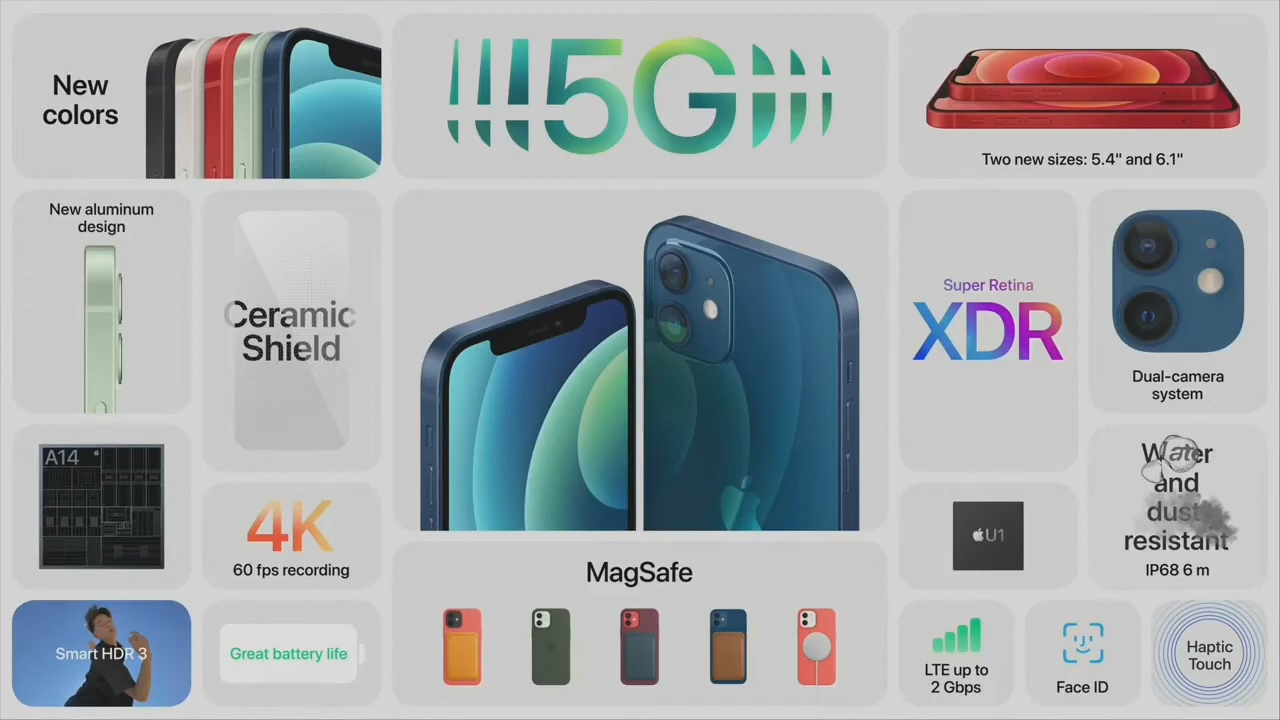 New
colors
5G
Two new sizes: 5.4" and 6.1"
New aluminum
design
Ceramic
Shield
Super Retina
XDR
Dual-camera
system
A14
4K
60 fps recording
MagSafe
U1
Water
and
dust
resistant
IP68 6 m
Smart HDR 3
Great battery life
LTE up to
2 Gbps
Face ID
Haptic
Touch